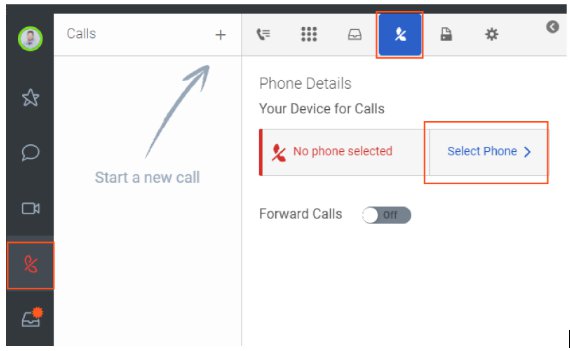 Calls
+
Start a new call
Phone Details
Your Device for Calls
No phone selected
Select Phone >
Forward Calls Off